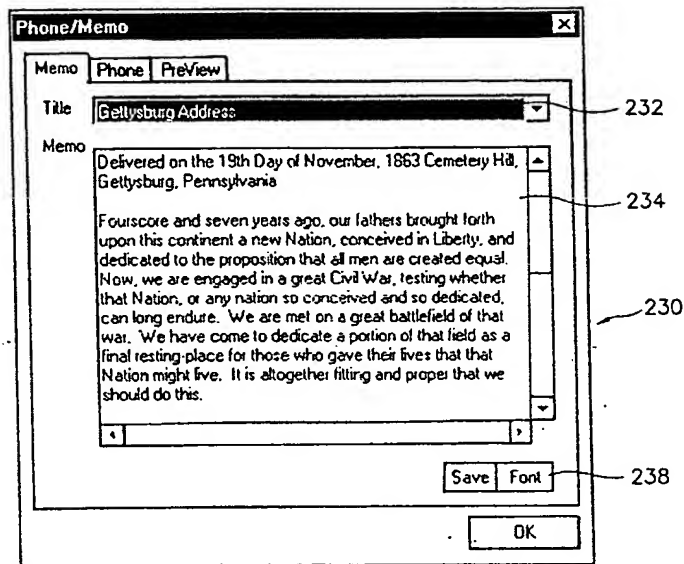 Phone/Memo
Memo Phone PreView
Title Gettysburg Address 232
Memo
Delivered on the 19th Day of November, 1863 Cemetery Hill,
Gettysburg, Pennsylvania
234
Fourscore and seven years ago, our fathers brought forth
upon this continent a new Nation, conceived in Liberty, and
dedicated to the proposition that all men are created equal.
Now, we are engaged in a great Civil War, testing whether
that Nation, or any nation so conceived and so dedicated,
can long endure. We are met on a great battlefield of that
230
war. We have come to dedicate a portion of that field as a
final resting-place for those who gave their lives that that
Nation might live. It is altogether fitting and proper that we
should do this.
Save Font 238
OK